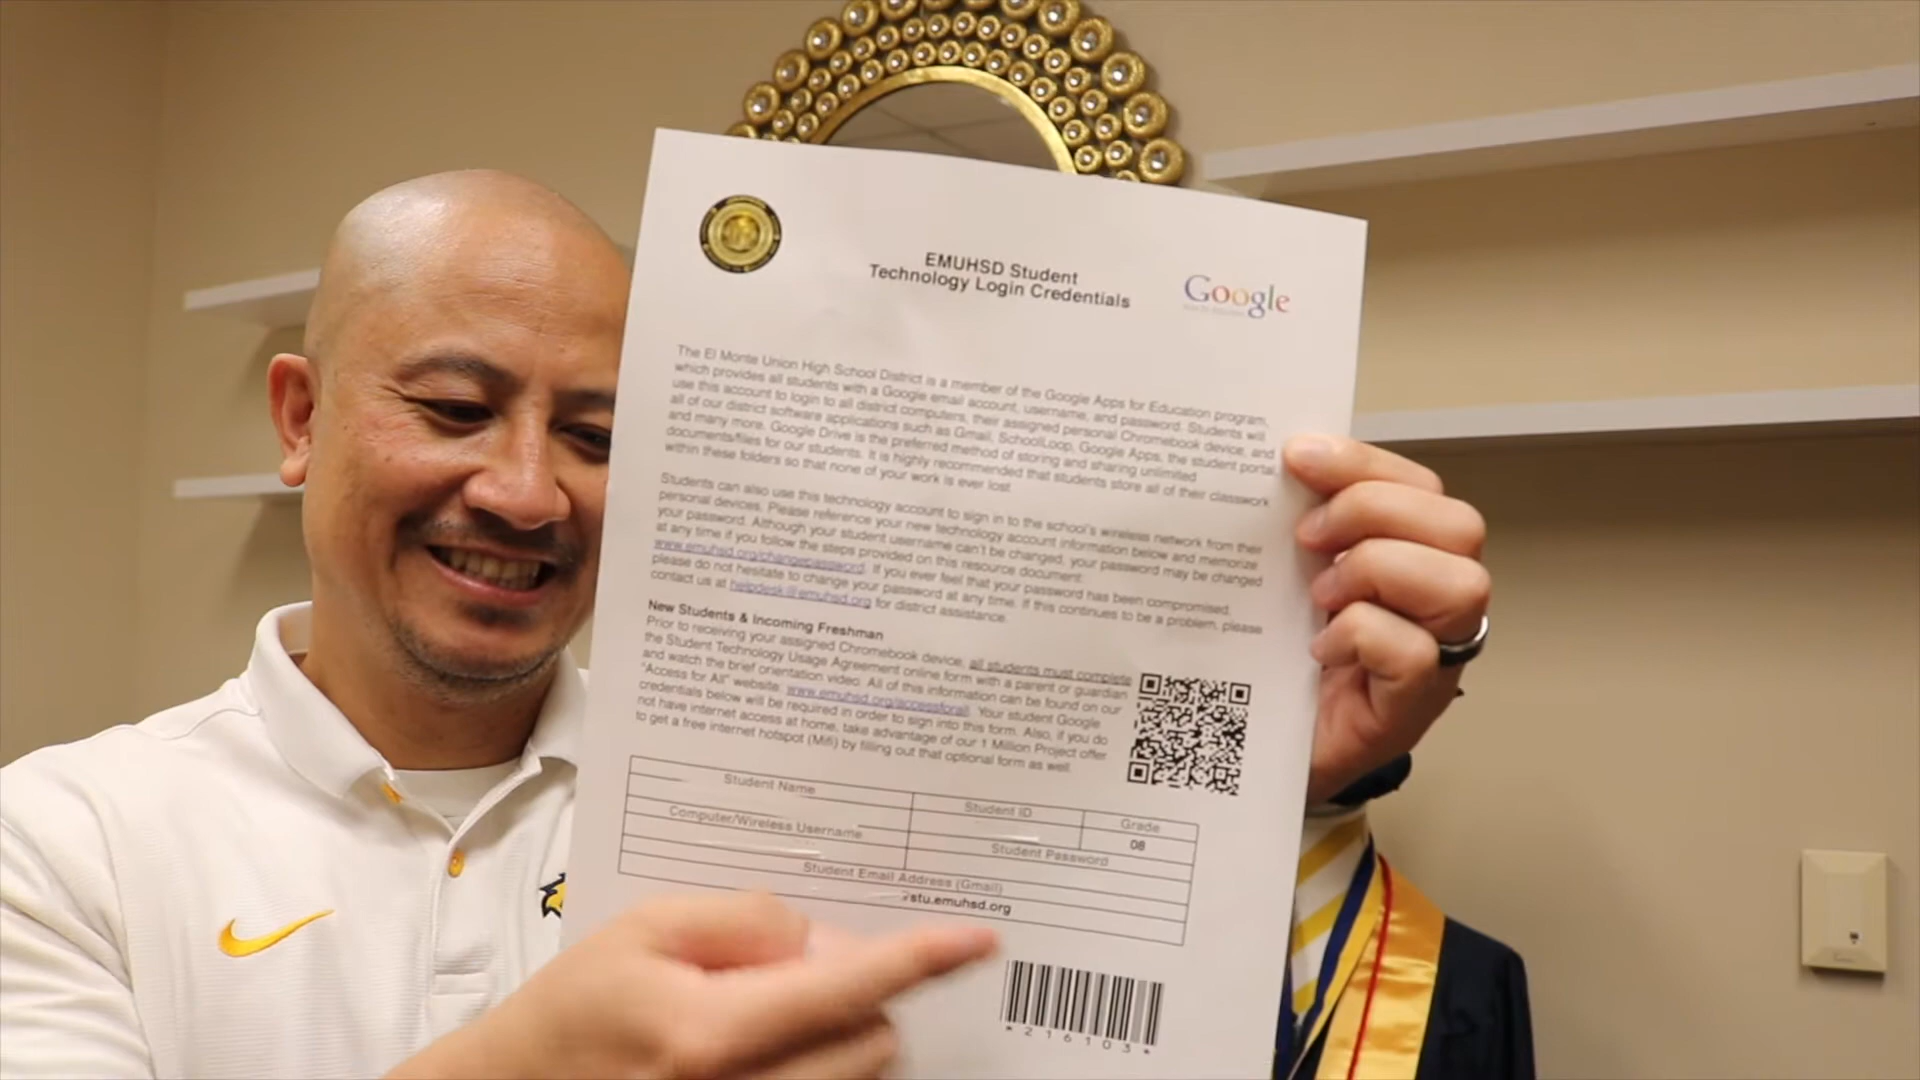 EMUHSD Student
Technology Login Credentials
Google
The El Monte Union High School District is a member of the Google Apps for Education program,
which provides all students with a Google email account, username, and password. Students will
use this account to login to all district computers, their assigned personal Chromebook device, and
all of our district software applications such as Gmail, SchoolLoop, Google Apps, the student portal
and many more. Google Drive is the preferred method of storing and sharing unlimited
documents/files for our students. It is highly recommended that students store all of their classwork
within these folders so that none of your work is ever lost
Students can also use this technology account to sign in to the school's wireless network from their
personal devices. Please reference your new technology account information below and memorize
your password. Although your student username can't be changed, your password may be changed
at any time if you follow the steps provided on this resource document:
www.emuhsd.org/changepassword. If you ever feel that your password has been compromised,
please do not hesitate to change your password at any time. If this continues to be a problem, please
contact us at helpdesk@emuhsd.org for district assistance.
New Students & Incoming Freshman
Prior to receiving your assigned Chromebook device, all students must complete
the Student Technology Usage Agreement online form with a parent or guardian
and watch the brief orientation video. All of this information can be found on our
"Access for All" website: www.emuhsd.org/accessforall. Your student Google
credentials below will be required in order to sign into this form. Also, if you do
not have internet access at home, take advantage of our 1 Million Project offer
to get a free internet hotspot (Mifi) by filling out that optional form as well.
Student Name
Student ID
Grade
08
Computer/Wireless Username
Student Password
Student Email Address (Gmail)
stu.emuhsd.org
*216103*